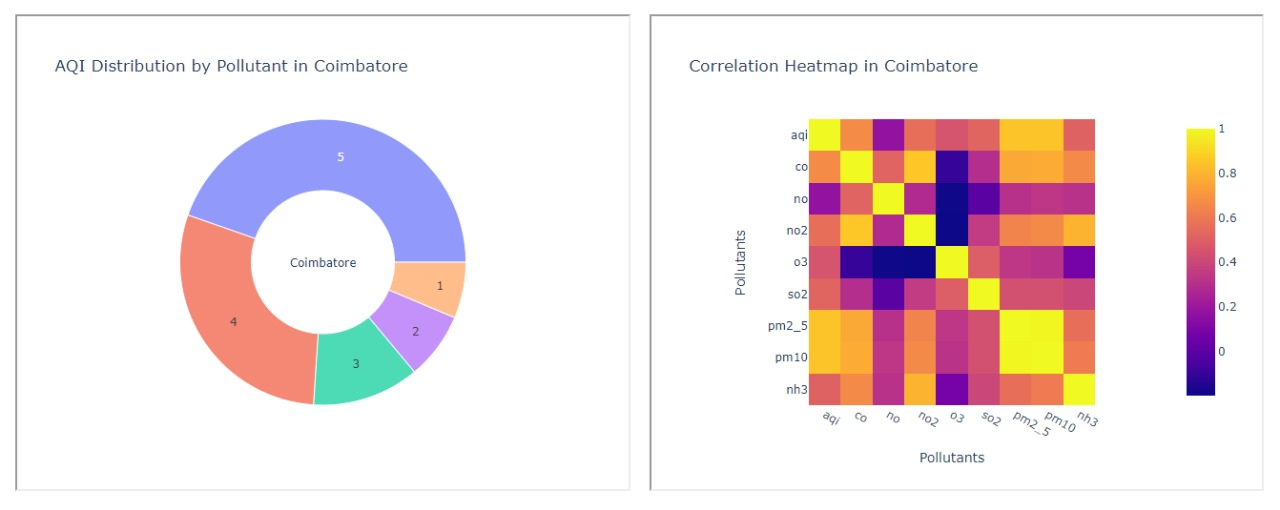 AQI Distribution by Pollutant in Coimbatore
5
4
3
2
1
Coimbatore
Correlation Heatmap in Coimbatore
Pollutants
aqi
co
no
no2
o3
so2
pm2_5
pm10
nh3
aqi
co
no
no2
o3
so2
pm2_5
pm10
nh3
Pollutants
1
0.8
0.6
0.4
0.2
0